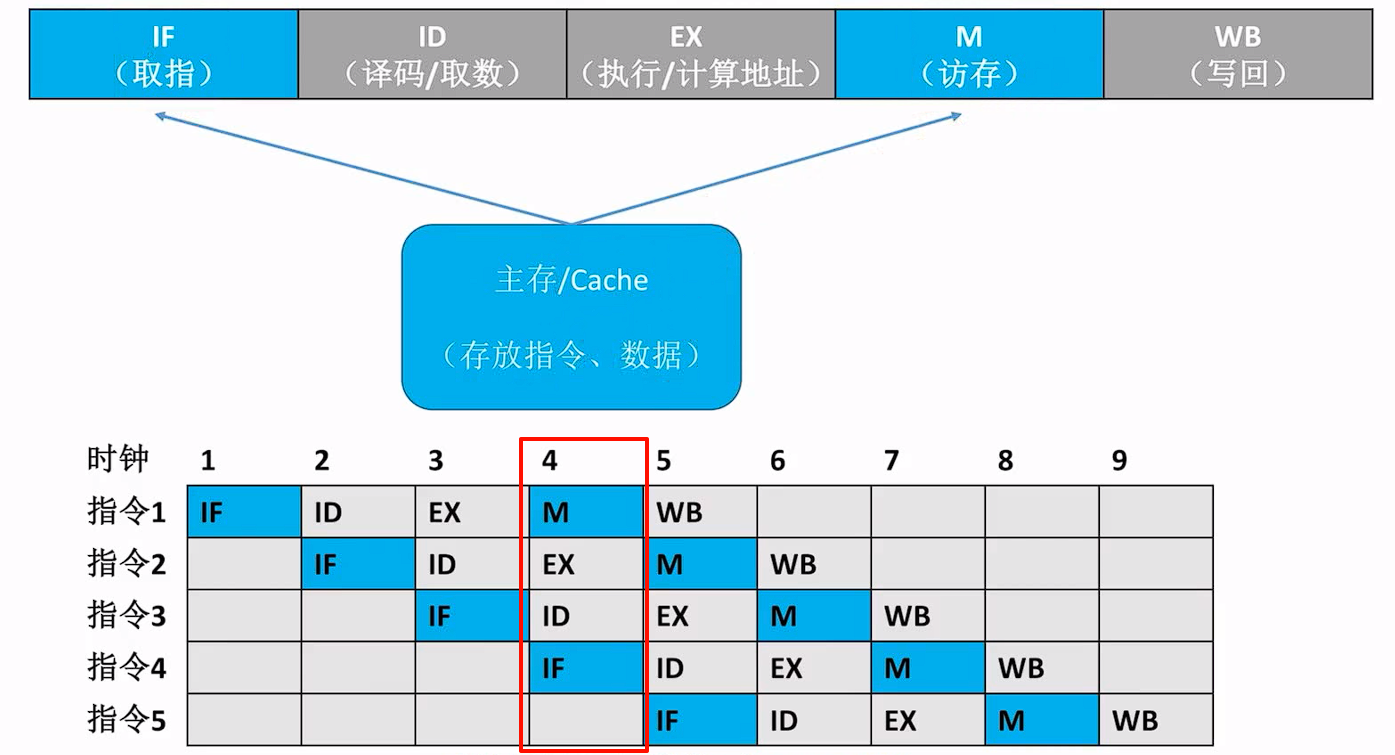 IF ID EX M WB
（取指） （译码/取数） （执行/计算地址） （访存） （写回）
主存/Cache
（存放指令、数据）
时钟 1 2 3 4 5 6 7 8 9
指令1 IF ID EX M WB
指令2 IF ID EX M WB
指令3 IF ID EX M WB
指令4 IF ID EX M WB
指令5 IF ID EX M WB